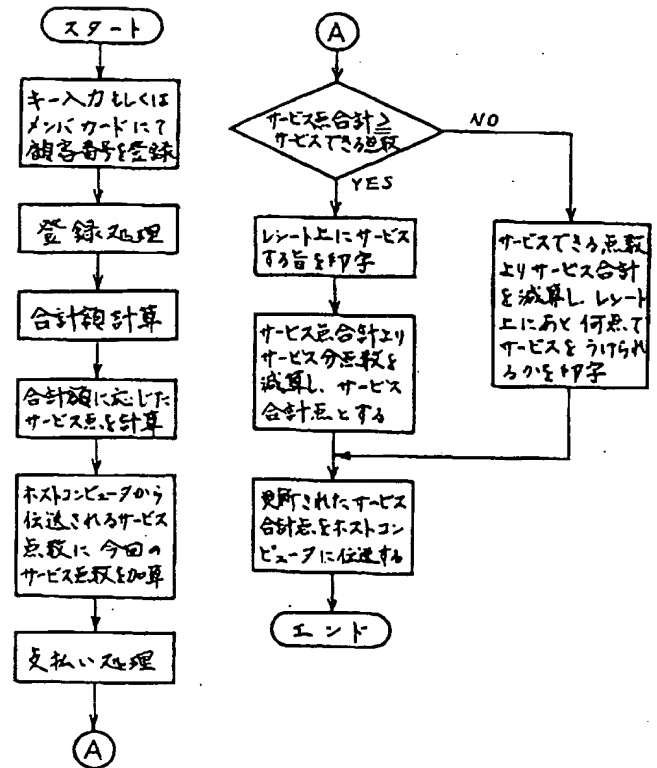 スタート
キー入力もしくは
メンバカードにて
顧客番号を登録
登録処理
合計額計算
合計額に応じた
サービス点を計算
ホストコンピュータから
伝送されるサービス
点数に今回の
サービス点数を加算
支払い処理
A
A
サービス点合計≧
サービスできる点数
NO
YES
レシート上にサービス
する旨を印字
サービス点合計より
サービス分点数を
減算し、サービス
合計点とする
サービスできる点数
よりサービス合計
を減算し、レシート
上にあと何点で
サービスをうけられ
るかを印字
更新されたサービス
合計点をホストコン
ピュータに伝送する
エンド